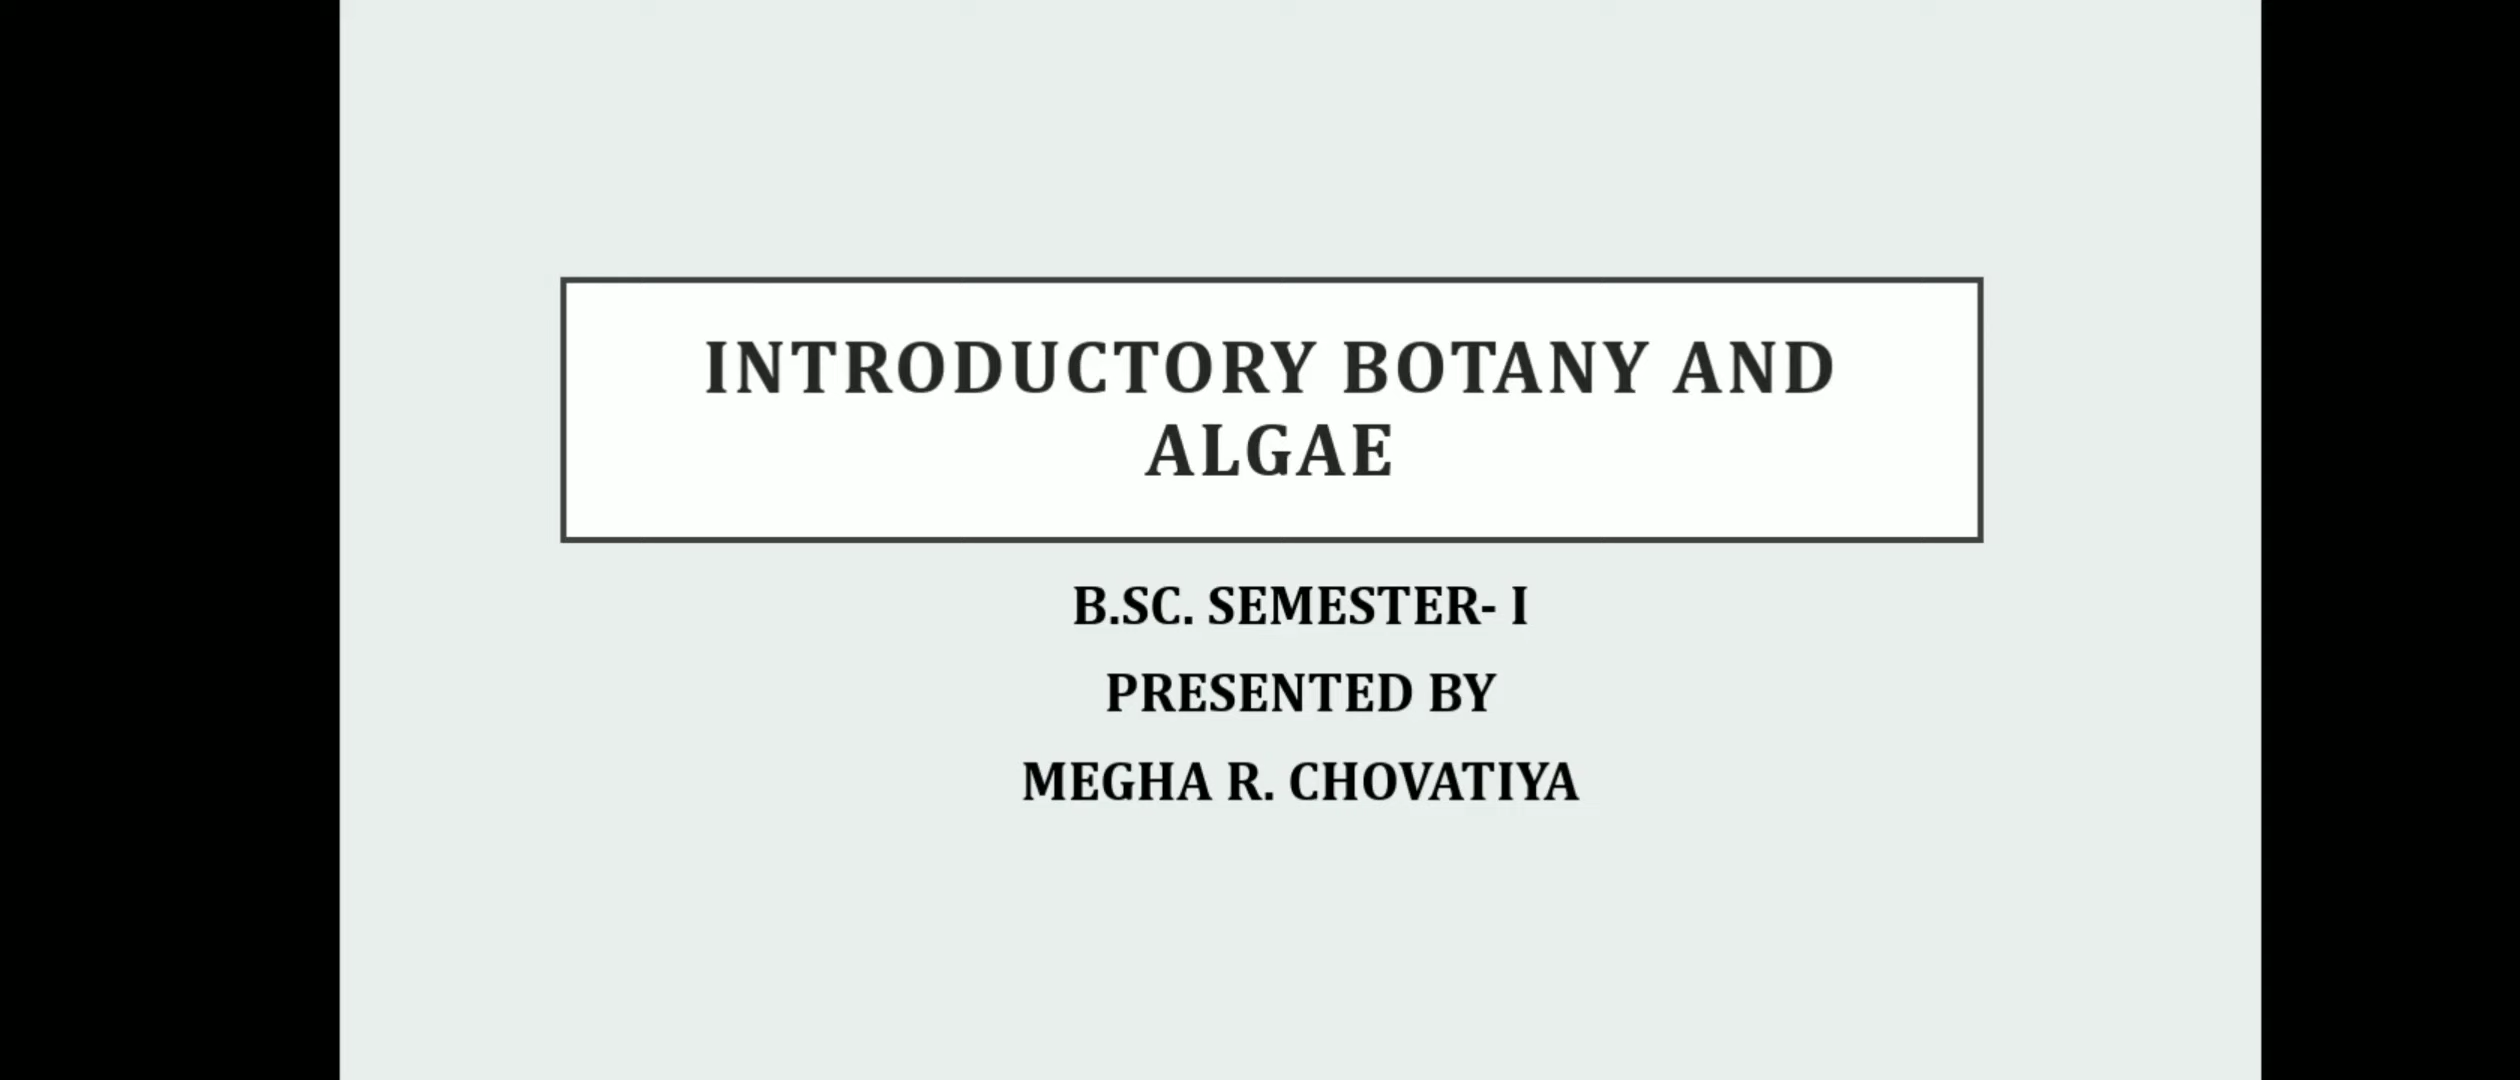 INTRODUCTORY BOTANY AND
ALGAE
B.SC. SEMESTER- I
PRESENTED BY
MEGHA R. CHOVATIYA